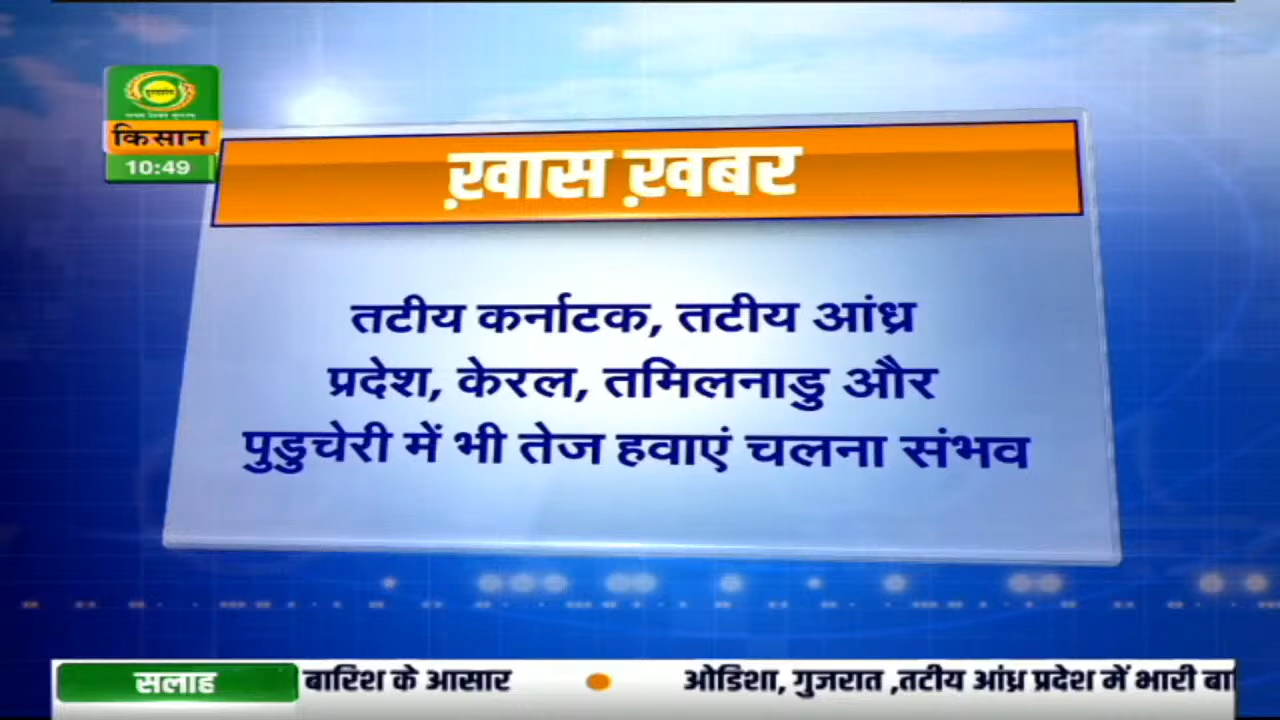 किसान
10:49
ख़ास ख़बर
तटीय कर्नाटक, तटीय आंध्र
प्रदेश, केरल, तमिलनाडु और
पुडुचेरी में भी तेज हवाएं चलना संभव
सलाह बारिश के आसार ओडिशा, गुजरात ,तटीय आंध्र प्रदेश में भारी